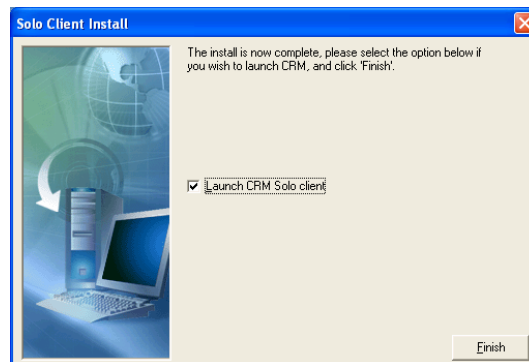 Solo Client Install
The install is now complete, please select the option below if
you wish to launch CRM, and click 'Finish'.
Launch CRM Solo client
Finish